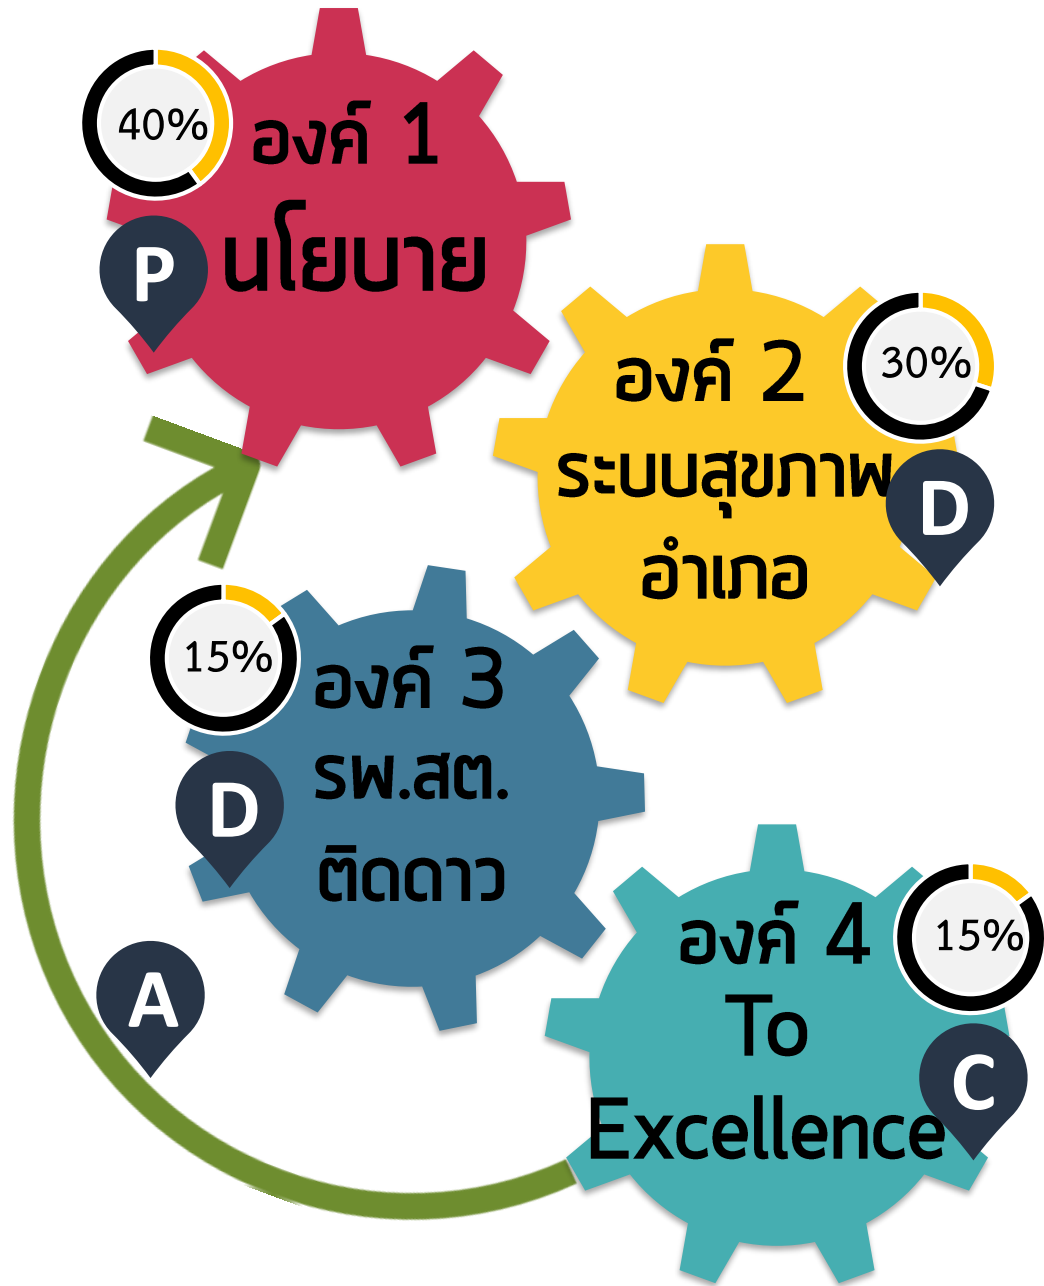 40%
องค์ 1
นโยบาย
P
องค์ 2
30%
ระบบสุขภาพ
อำเภอ
D
15%
องค์ 3
รพ.สต.
ติดดาว
D
A
องค์ 4
15%
To
Excellence
C